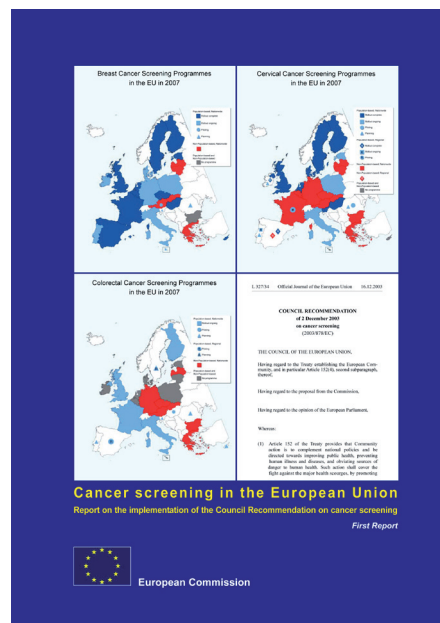 Breast Cancer Screening Programmes
in the EU in 2007
Cervical Cancer Screening Programmes
in the EU in 2007
Colorectal Cancer Screening Programmes
in the EU in 2007
L 327/34 Official Journal of the European Union 16.12.2003
COUNCIL RECOMMENDATION
of 2 December 2003
on cancer screening
(2003/878/EC)
THE COUNCIL OF THE EUROPEAN UNION,
Having regard to the Treaty establishing the European Com-
munity, and in particular Article 152(4), second subparagraph,
thereof,
Having regard to the proposal from the Commission,
Having regard to the opinion of the European Parliament,
Whereas:
(1) Article 152 of the Treaty provides that Community
action is to complement national policies and be
directed towards improving public health, preventing
human illness and diseases, and obviating sources of
danger to human health. Such action shall cover the
fight against the major health scourges, by promoting
Cancer screening in the European Union
Report on the implementation of the Council Recommendation on cancer screening
First Report
European Commission